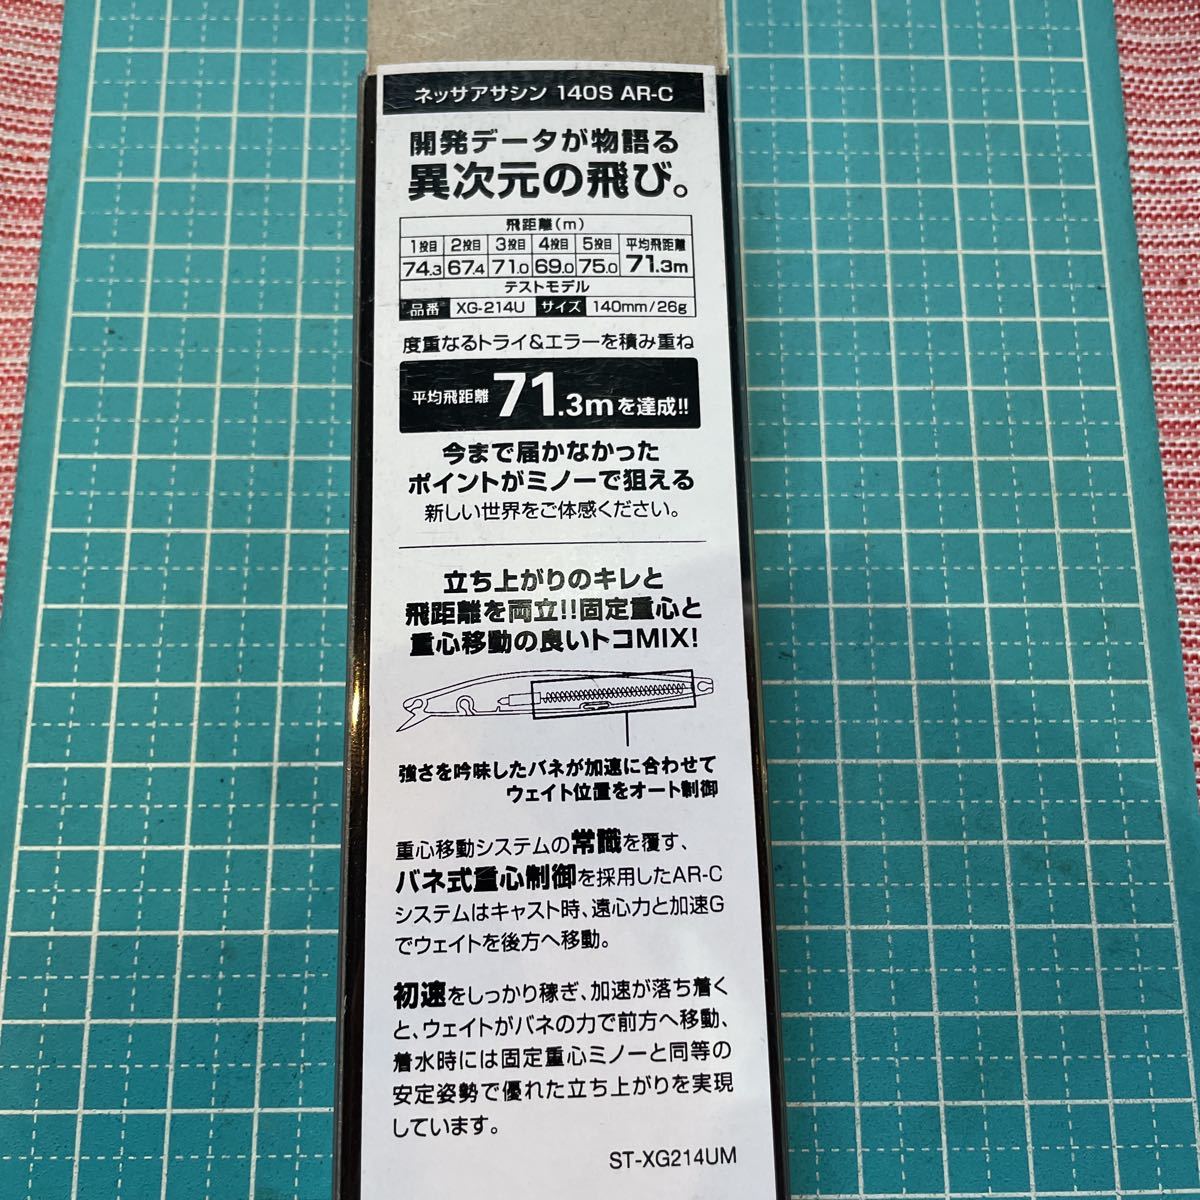 ネッサアサシン 140S AR-C
開発データが物語る
異次元の飛び。
飛距離(m)
1投目 2投目 3投目 4投目 5投目 平均飛距離
74.3 67.4 71.0 69.0 75.0 71.3m
テストモデル
品番 XG-214U サイズ 140mm/26g
度重なるトライ&エラーを積み重ね
平均飛距離 71.3mを達成!!
今まで届かなかった
ポイントがミノーで狙える
新しい世界をご体感ください。
立ち上がりのキレと
飛距離を両立!!固定重心と
重心移動の良いトコMIX!
強さを吟味したバネが加速に合わせて
ウェイト位置をオート制御
重心移動システムの常識を覆す、
バネ式重心制御を採用したAR-C
システムはキャスト時、遠心力と加速G
でウェイトを後方へ移動。
初速をしっかり稼ぎ、加速が落ち着く
と、ウェイトがバネの力で前方へ移動、
着水時には固定重心ミノーと同等の
安定姿勢で優れた立ち上がりを実現
しています。
ST-XG214UM